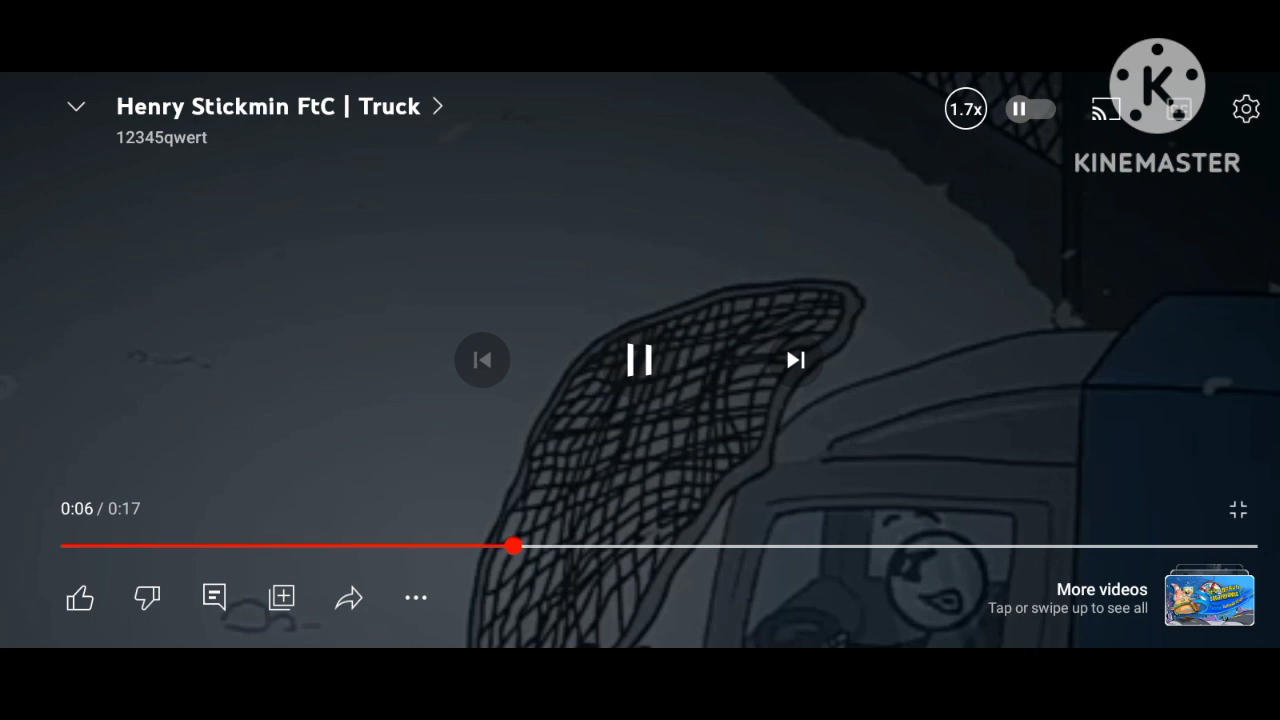 Henry Stickmin FtC | Truck
12345qwert
1.7x
CC
K
KINEMASTER
0:06 / 0:17
More videos
Tap or swipe up to see all